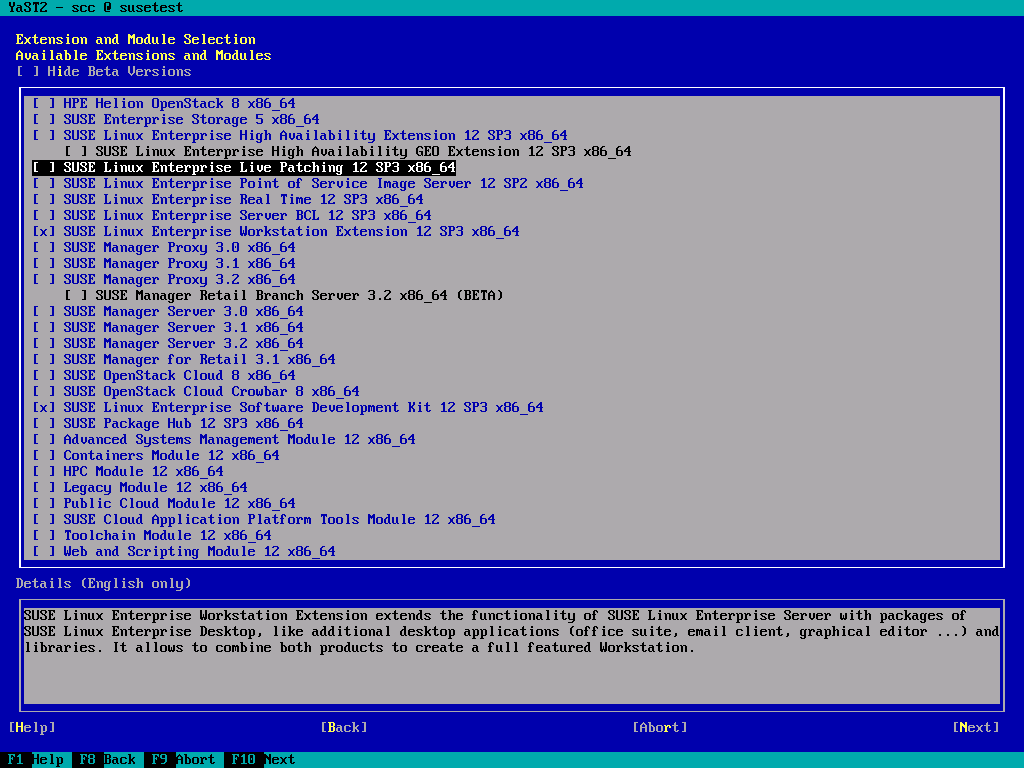 YaST2 - scc @ susetest
Extension and Module Selection
Available Extensions and Modules
[ ] Hide Beta Versions
[ ] HPE Helion OpenStack 8 x86_64
[ ] SUSE Enterprise Storage 5 x86_64
[ ] SUSE Linux Enterprise High Availability Extension 12 SP3 x86_64
[ ] SUSE Linux Enterprise High Availability GEO Extension 12 SP3 x86_64
[ ] SUSE Linux Enterprise Live Patching 12 SP3 x86_64
[ ] SUSE Linux Enterprise Point of Service Image Server 12 SP2 x86_64
[ ] SUSE Linux Enterprise Real Time 12 SP3 x86_64
[ ] SUSE Linux Enterprise Server BCL 12 SP3 x86_64
[x] SUSE Linux Enterprise Workstation Extension 12 SP3 x86_64
[ ] SUSE Manager Proxy 3.0 x86_64
[ ] SUSE Manager Proxy 3.1 x86_64
[ ] SUSE Manager Proxy 3.2 x86_64
[ ] SUSE Manager Retail Branch Server 3.2 x86_64 (BETA)
[ ] SUSE Manager Server 3.0 x86_64
[ ] SUSE Manager Server 3.1 x86_64
[ ] SUSE Manager Server 3.2 x86_64
[ ] SUSE Manager for Retail 3.1 x86_64
[ ] SUSE OpenStack Cloud 8 x86_64
[ ] SUSE OpenStack Cloud Crowbar 8 x86_64
[x] SUSE Linux Enterprise Software Development Kit 12 SP3 x86_64
[ ] SUSE Package Hub 12 SP3 x86_64
[ ] Advanced Systems Management Module 12 x86_64
[ ] Containers Module 12 x86_64
[ ] HPC Module 12 x86_64
[ ] Legacy Module 12 x86_64
[ ] Public Cloud Module 12 x86_64
[ ] SUSE Cloud Application Platform Tools Module 12 x86_64
[ ] Toolchain Module 12 x86_64
[ ] Web and Scripting Module 12 x86_64
Details (English only)
SUSE Linux Enterprise Workstation Extension extends the functionality of SUSE Linux Enterprise Server with packages of
SUSE Linux Enterprise Desktop, like additional desktop applications (office suite, email client, graphical editor ...) and
libraries. It allows to combine both products to create a full featured Workstation.
[Help] [Back] [Abort] [Next]
F1 Help F8 Back F9 Abort F10 Next